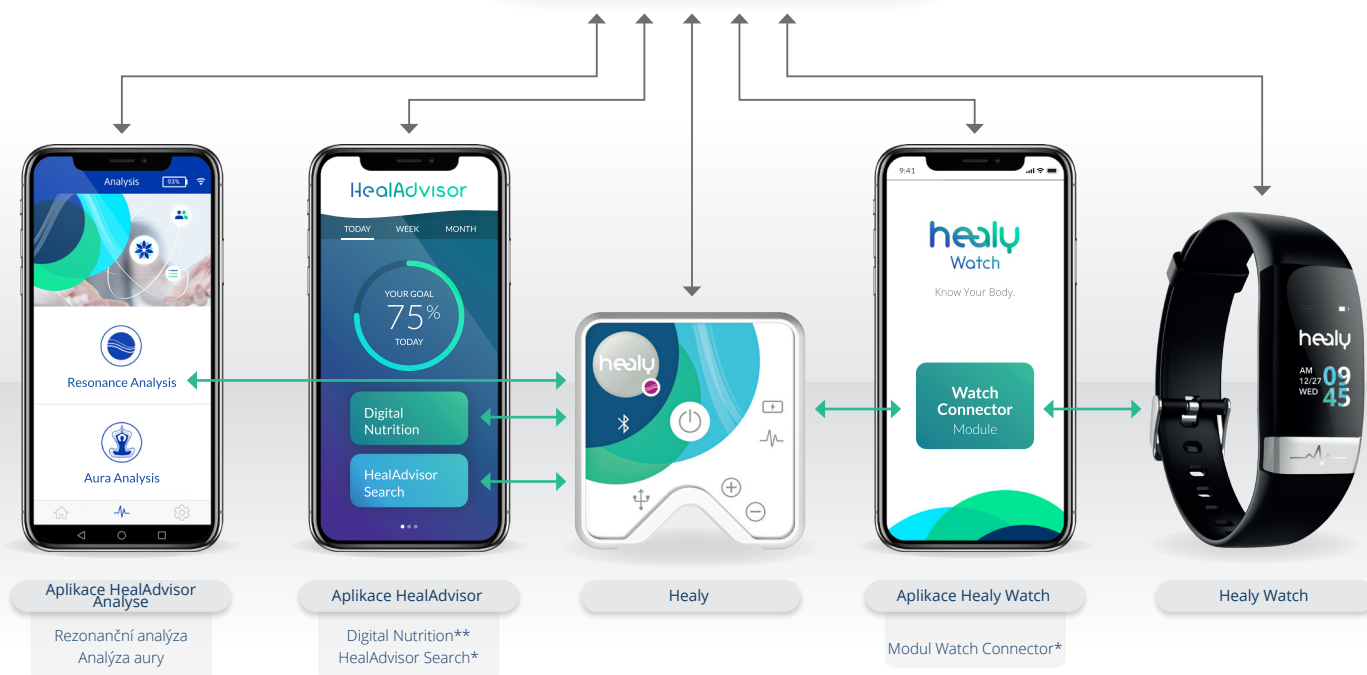 Analysis 93%
Resonance Analysis
Aura Analysis
HealAdvisor
TODAY WEEK MONTH
YOUR GOAL
75%
TODAY
Digital
Nutrition
HealAdvisor
Search
healy
9:41
healy
Watch
Know Your Body.
Watch
Connector
Module
healy
AM
12/27
WED
09
45
Aplikace HealAdvisor
Analyse
Rezonanční analýza
Analýza aury
Aplikace HealAdvisor
Digital Nutrition**
HealAdvisor Search*
Healy
Aplikace Healy Watch
Modul Watch Connector*
Healy Watch